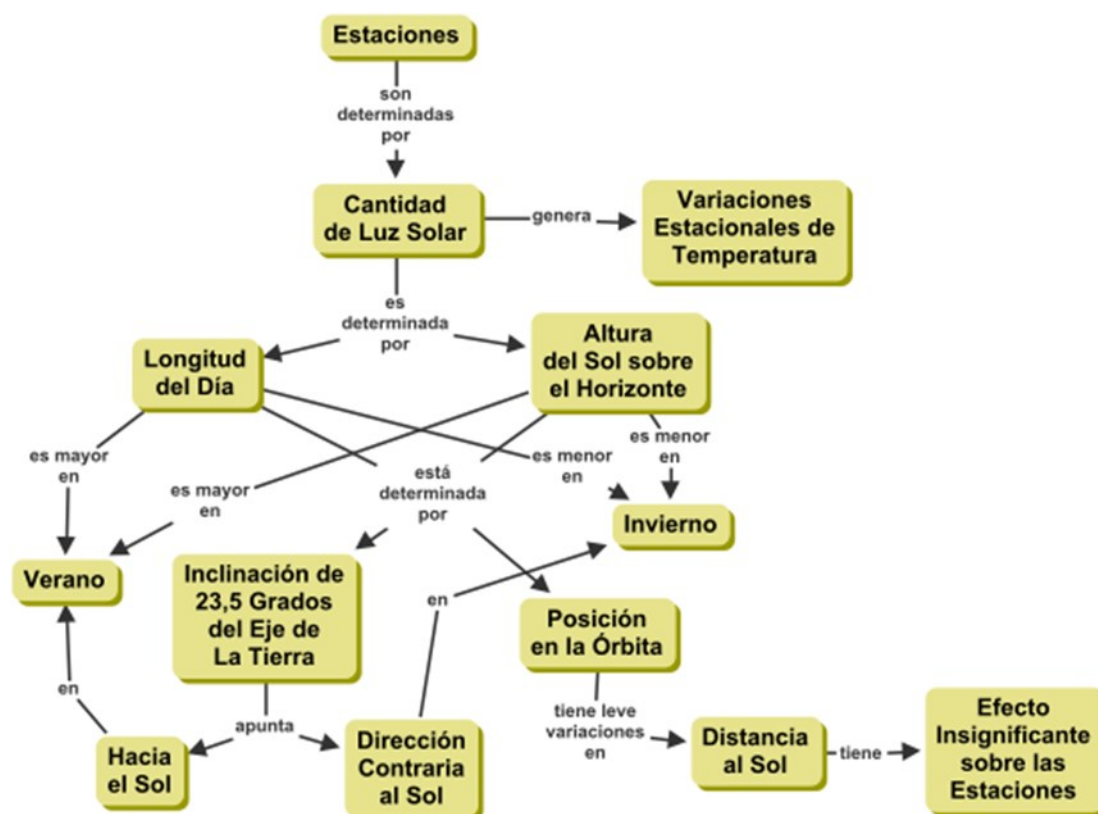 Estaciones
son
determinadas
por
Cantidad
de Luz Solar
genera
Variaciones
Estacionales de
Temperatura
es
determinada
por
Longitud
del Día
Altura
del Sol sobre
el Horizonte
es mayor
en
es mayor
en
está
determinada
por
es menor
en
es menor
en
Invierno
Verano
Inclinación de
23,5 Grados
del Eje de
La Tierra
en
Posición
en la Órbita
en
apunta
tiene leve
variaciones
en
Hacia
el Sol
Dirección
Contraria
al Sol
Distancia
al Sol
tiene
Efecto
Insignificante
sobre las
Estaciones